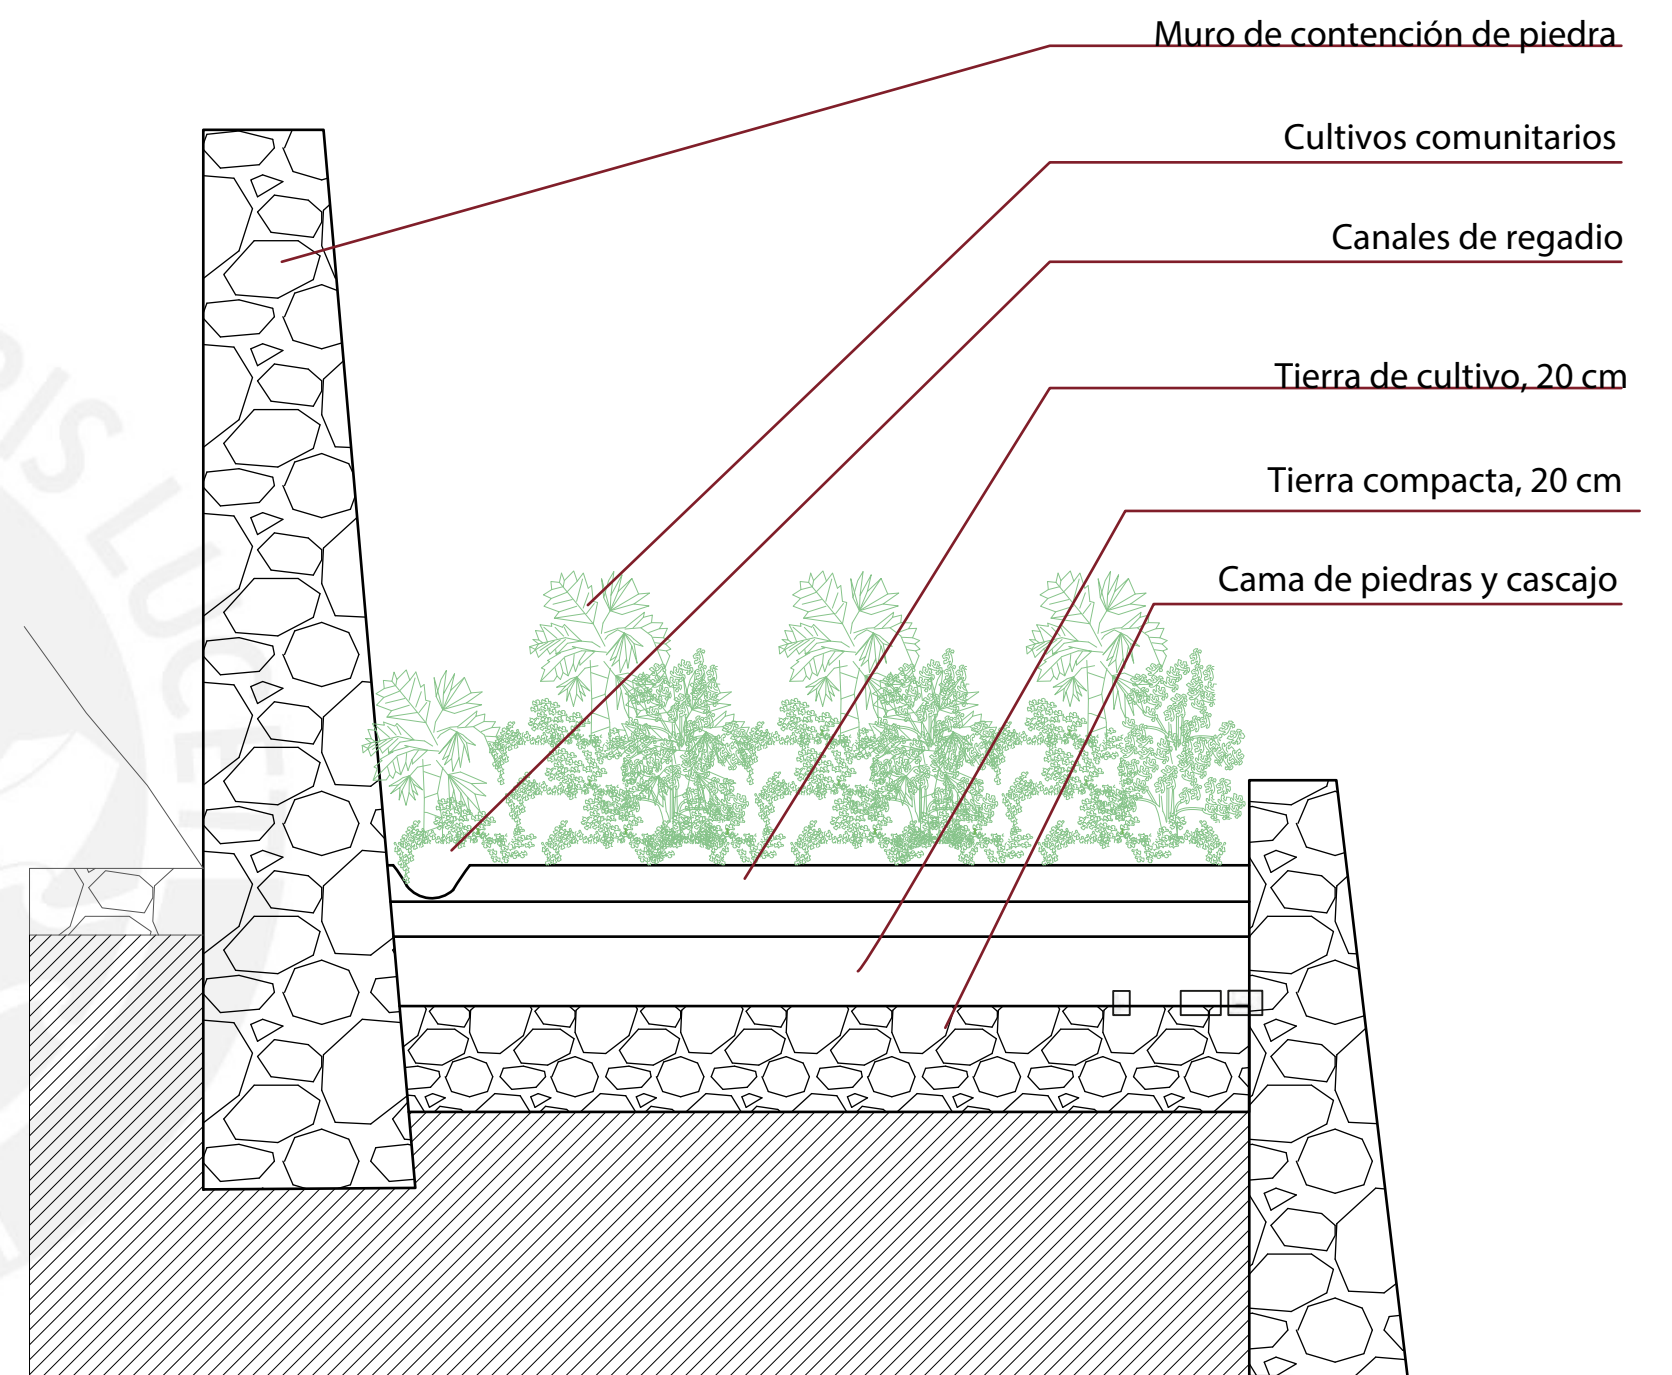 Muro de contención de piedra
Cultivos comunitarios
Canales de regadio
Tierra de cultivo, 20 cm
Tierra compacta, 20 cm
Cama de piedras y cascajo
LUCET